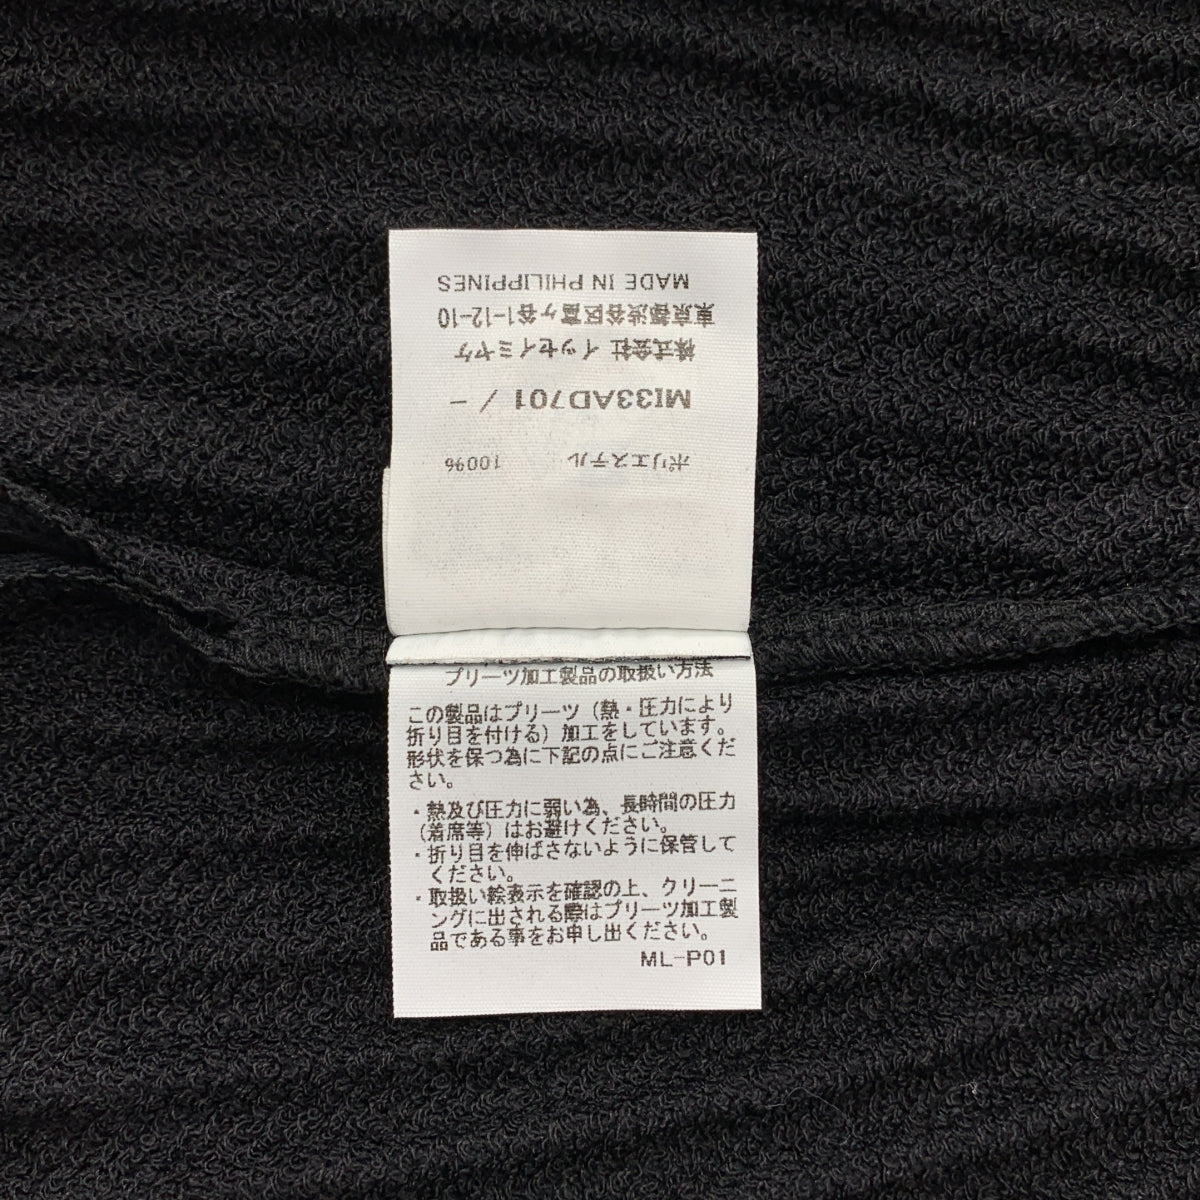 ポリエステル 100%
MI33AD701 / -
株式会社 イッセイミヤケ
東京都渋谷区富ヶ谷1-12-10
MADE IN PHILIPPINES
プリーツ加工製品の取扱い方法
この製品はプリーツ（熱・圧力により
折り目を付ける）加工をしています。
形状を保つ為に下記の点にご注意くだ
さい。
・熱及び圧力に弱い為、長時間の圧力
（着席等）はお避けください。
・折り目を伸ばさないように保管して
ください。
・取扱い絵表示を確認の上、クリーニ
ングに出される際はプリーツ加工製
品である事をお申し出ください。
ML-P01